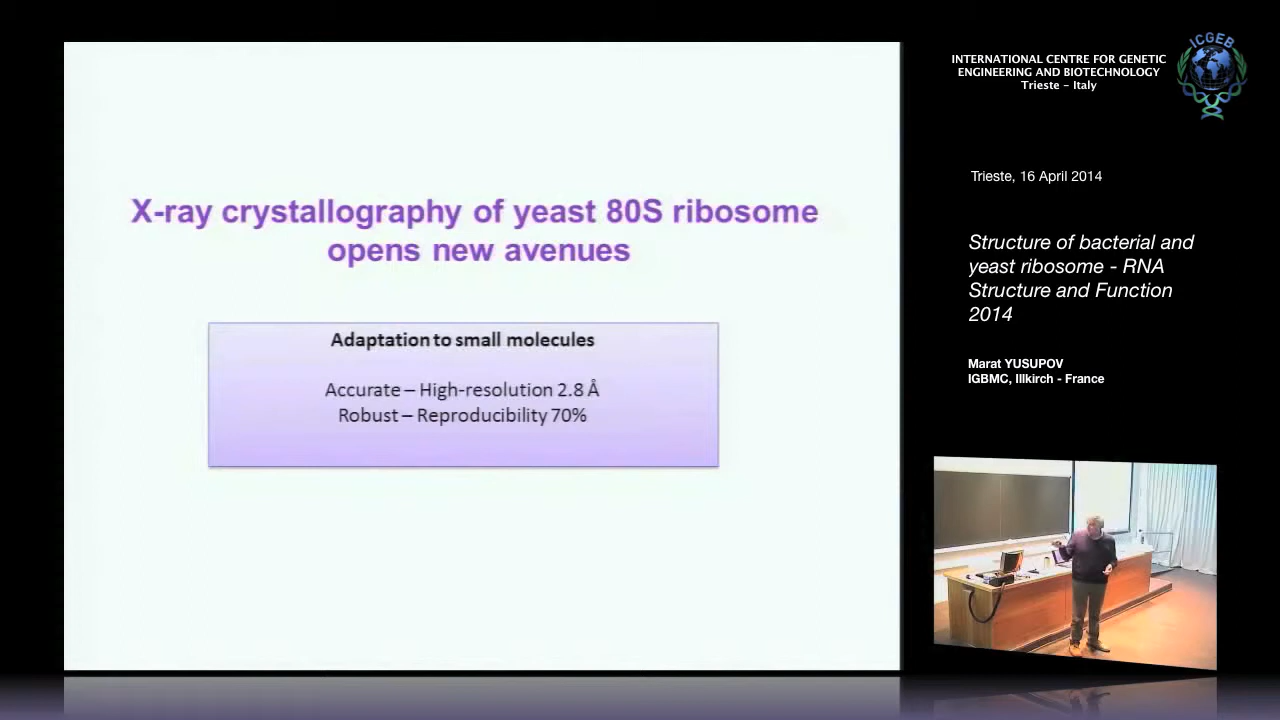 X-ray crystallography of yeast 80S ribosome
opens new avenues
Adaptation to small molecules
Accurate – High-resolution 2.8 Å
Robust – Reproducibility 70%
INTERNATIONAL CENTRE FOR GENETIC
ENGINEERING AND BIOTECHNOLOGY
Trieste – Italy
ICGEB
Trieste, 16 April 2014
Structure of bacterial and
yeast ribosome - RNA
Structure and Function
2014
Marat YUSUPOV
IGBMC, Illkirch - France